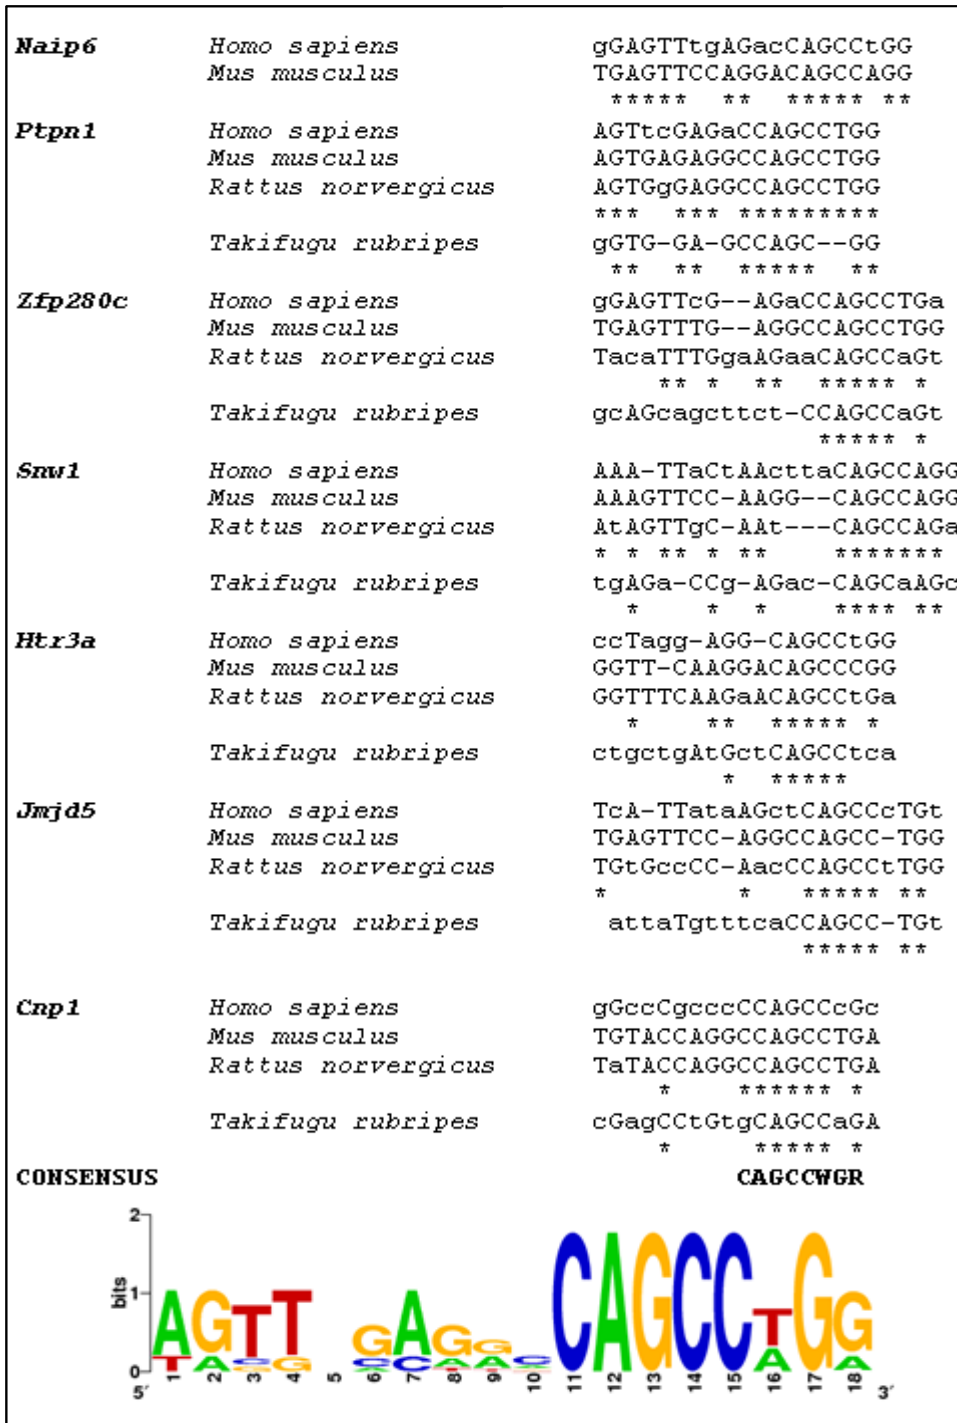 Naip6 Homo sapiens gGAGTTtgAGacCAGCCtGG
Mus musculus TGAGTTCCAGGACAGCCAGG
***** ** ***** **
Ptpn1 Homo sapiens AGTtcGAGaCCAGCCTGG
Mus musculus AGTGAGAGGCCAGCCTGG
Rattus norvergicus AGTGgGAGGCCAGCCTGG
*** *** *********
Takifugu rubripes gGTG-GA-GCCAGC--GG
** ** ***** **
Zfp280c Homo sapiens gGAGTTcG--AGaCCAGCCTGa
Mus musculus TGAGTTTG--AGGCCAGCCTGG
Rattus norvergicus TacaTTTGgaAGaaCAGCCaGt
** * ** ***** *
Takifugu rubripes gcAGcagcttct-CCAGCCaGt
***** *
Snw1 Homo sapiens AAA-TTaCtAActtaCAGCCAGG
Mus musculus AAAGTTCC-AAGG--CAGCCAGG
Rattus norvergicus AtAGTTgC-AAt---CAGCCAGa
* * ** * ** *******
Takifugu rubripes tgAGa-CCg-AGac-CAGCaAGc
* * * **** **
Htr3a Homo sapiens ccTagg-AGG-CAGCCtGG
Mus musculus GGTT-CAAGGACAGCCCGG
Rattus norvergicus GGTTTCAAGaACAGCCtGa
* ** ***** *
Takifugu rubripes ctgctgAtGctCAGCCtca
* *****
Jmjd5 Homo sapiens TcA-TTataAGctCAGCCcTGt
Mus musculus TGAGTTCC-AGGCCAGCC-TGG
Rattus norvergicus TGtGccCC-AacCCAGCCtTGG
* * ***** **
Takifugu rubripes attaTgtttcaCCAGCC-TGt
***** **
Cnp1 Homo sapiens gGccCgcccCCAGCCcGc
Mus musculus TGTACCAGGCCAGCCTGA
Rattus norvergicus TaTACCAGGCCAGCCTGA
* ****** *
Takifugu rubripes cGagCCtGtgCAGCCaGA
* ***** *
CONSENSUS CAGCCWGR
2
1
0
bits
AGTT GAGG CAGCCTGG
5′ 1 2 3 4 5 6 7 8 9 10 11 12 13 14 15 16 17 18 3′